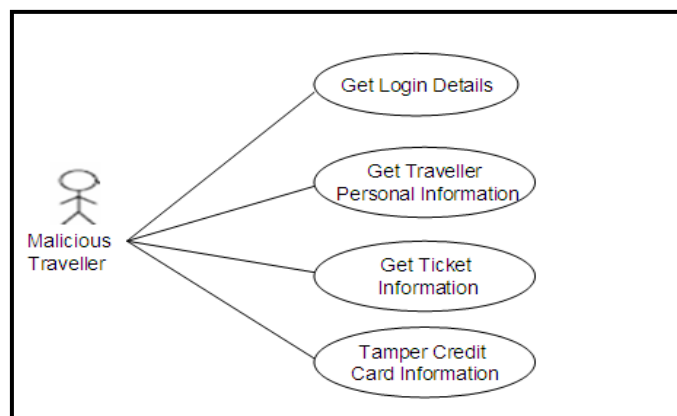 Get Login Details
Get Traveller
Personal Information
Malicious
Traveller
Get Ticket
Information
Tamper Credit
Card Information